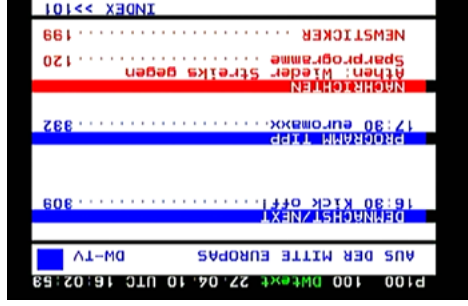 P100 100 DWtext 27.04.10 UTC 16:02:53
AUS DER MITTE EUROPAS DW-TV
DEMNÄCHST/NEXT
16:30 Kick off! 309
PROGRAMM TIPP
17:30 euromaxx 332
NACHRICHTEN
Athen: Wieder Streiks gegen
Sparprogramme 120
NEWSTICKER 199
INDEX >>101